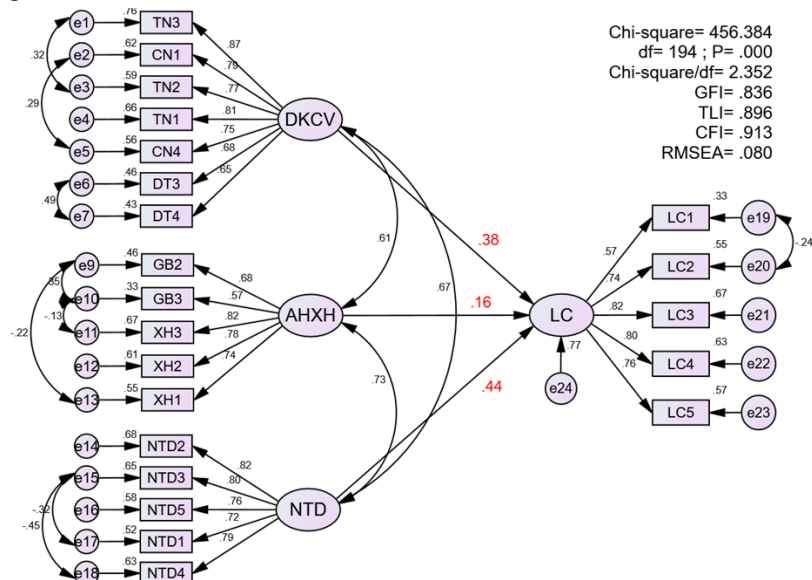 Chi-square= 456.384
df= 194 ; P= .000
Chi-square/df= 2.352
GFI= .836
TLI= .896
CFI= .913
RMSEA= .080
e1 .76 TN3 .87
.32
e2 .62 CN1 .79
e3 .59 TN2 .77
e4 .66 TN1 .81
.29
e5 .56 CN4 .75
e6 .46 DT3 .68
.49
e7 .43 DT4 .65
DKCV
.61
.67
.38
e9 .46 GB2 .68
.35
e10 .33 GB3 .57
-.13
e11 .67 XH3 .82
-.22
e12 .61 XH2 .78
e13 .55 XH1 .74
AHXH
.16
.73
.44
e14 .68 NTD2 .82
e15 .65 NTD3 .80
e16 .58 NTD5 .76
-.32
-.45
e17 .52 NTD1 .72
e18 .63 NTD4 .79
NTD
LC
.77
e24
.57 LC1 .33 e19
-.24
.74 LC2 .55 e20
.82 LC3 .67 e21
.80 LC4 .63 e22
.76 LC5 .57 e23